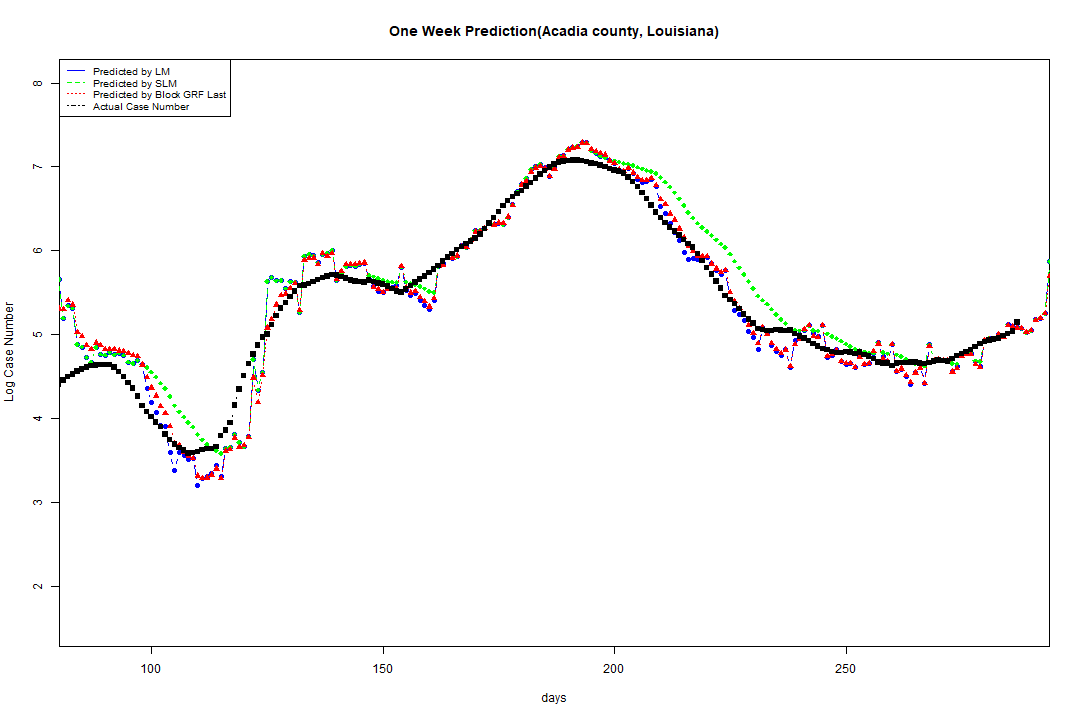 One Week Prediction(Acadia county, Louisiana)
Predicted by LM
Predicted by SLM
Predicted by Block GRF Last
Actual Case Number
8
7
6
5
4
3
2
Log Case Number
100 150 200 250
days